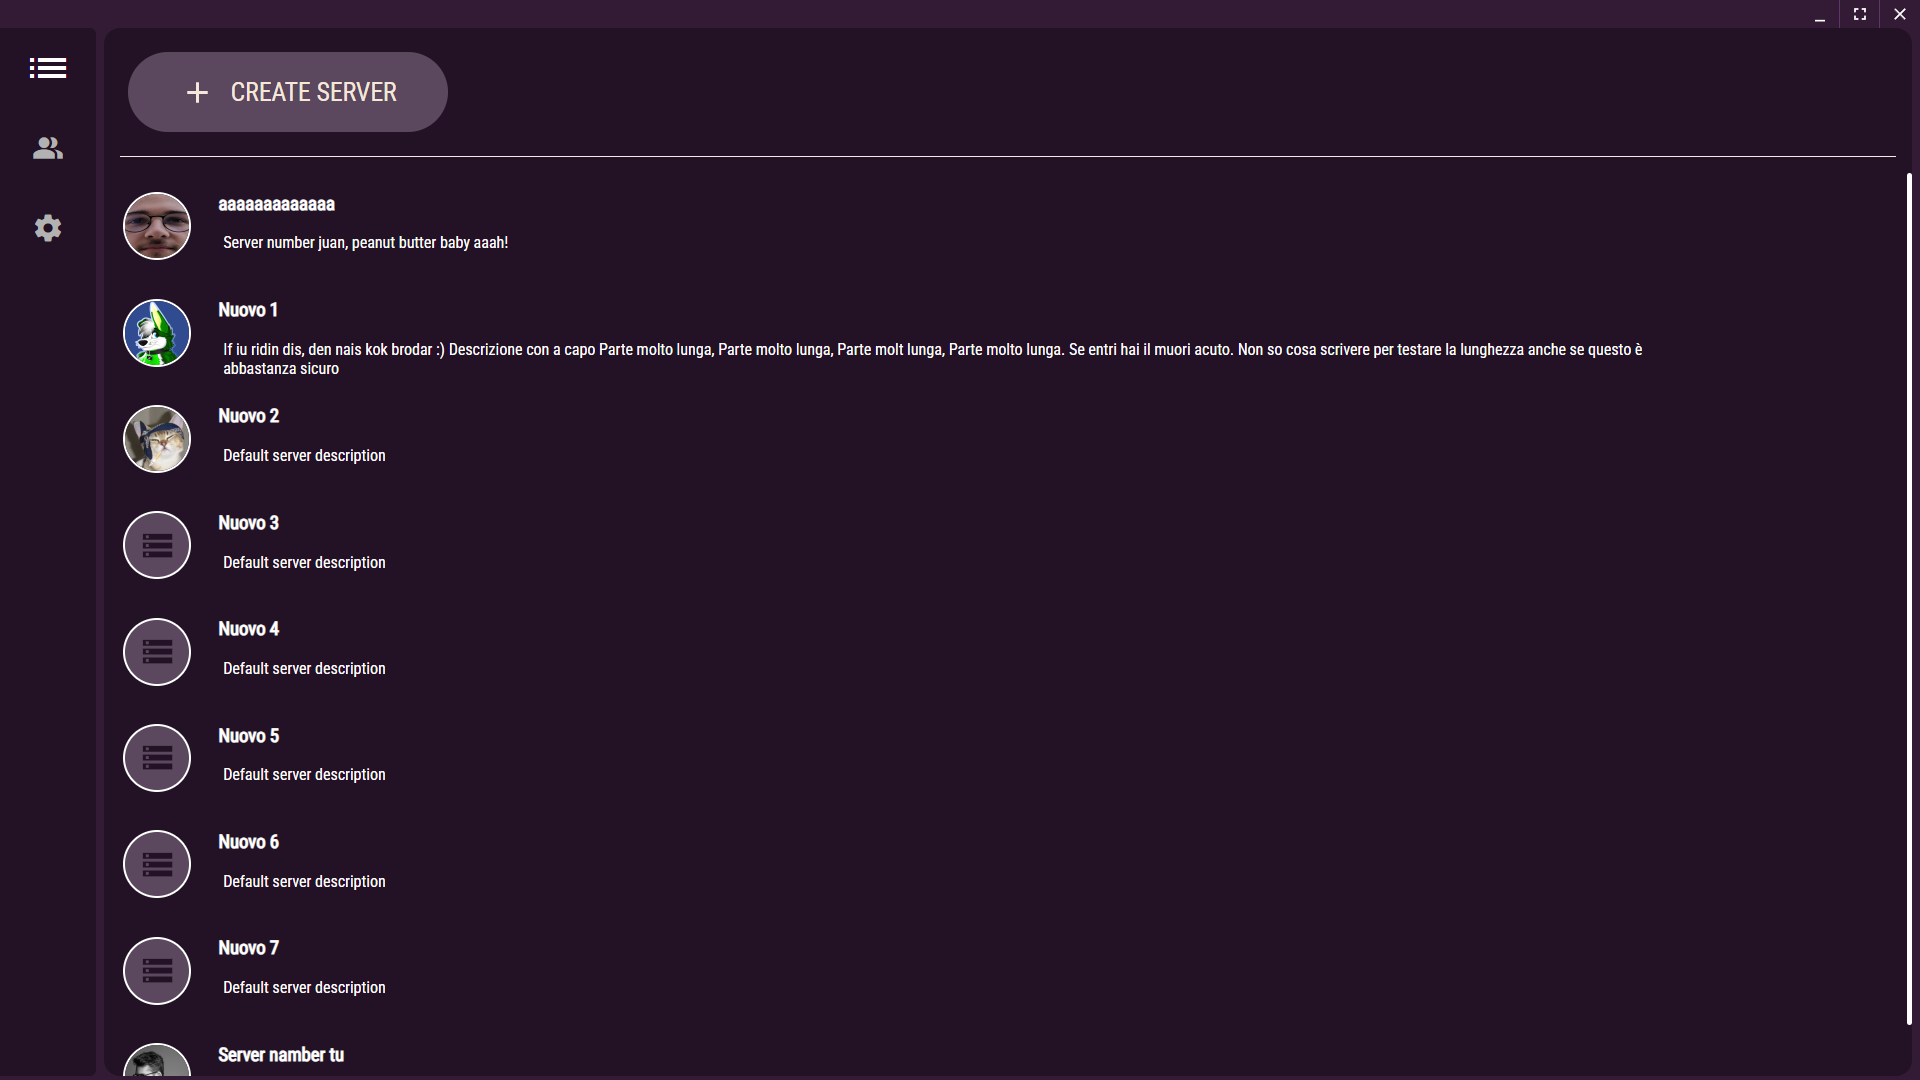 CREATE SERVER
aaaaaaaaaaaaa
Server number juan, peanut butter baby aaah!
Nuovo 1
If iu ridin dis, den nais kok brodar :) Descrizione con a capo Parte molto lunga, Parte molto lunga, Parte molt lunga, Parte molto lunga. Se entri hai il muori acuto. Non so cosa scrivere per testare la lunghezza anche se questo è
abbastanza sicuro
Nuovo 2
Default server description
Nuovo 3
Default server description
Nuovo 4
Default server description
Nuovo 5
Default server description
Nuovo 6
Default server description
Nuovo 7
Default server description
Server namber tu